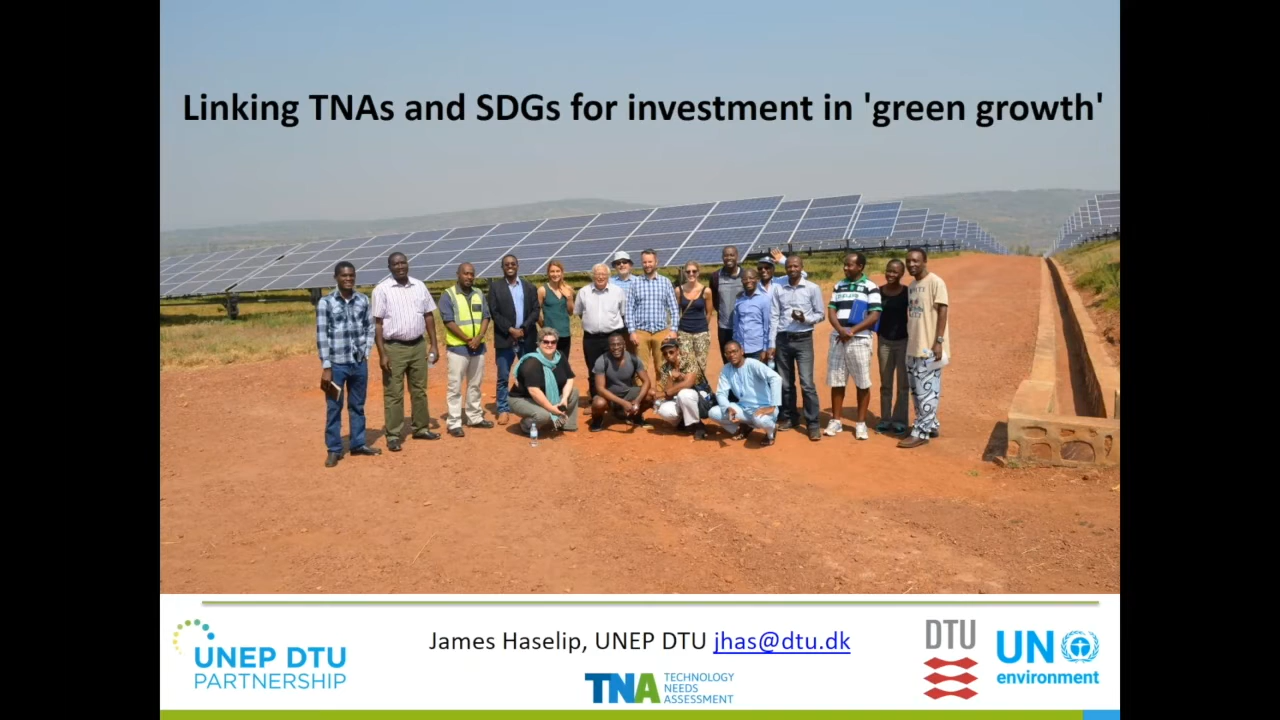 Linking TNAs and SDGs for investment in 'green growth'
James Haselip, UNEP DTU jhas@dtu.dk
UNEP DTU
PARTNERSHIP
TNA TECHNOLOGY
NEEDS
ASSESSMENT
DTU
UN
environment